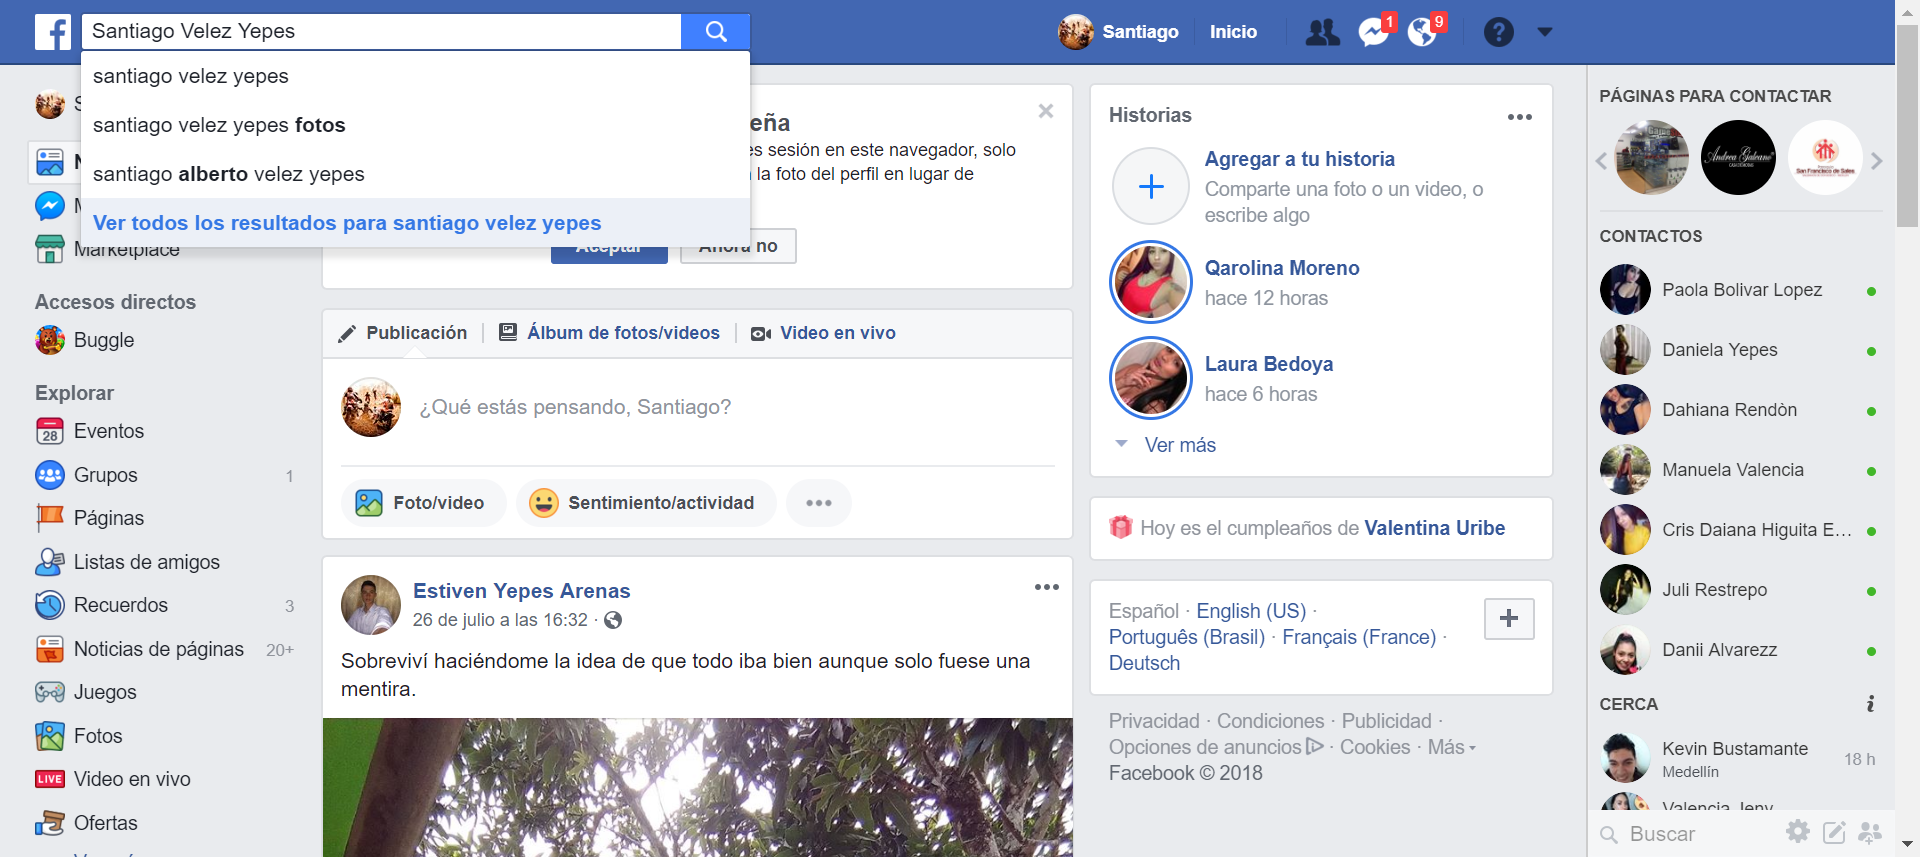 Santiago Velez Yepes
Santiago
Inicio
1
9
santiago velez yepes
santiago velez yepes fotos
santiago alberto velez yepes
Ver todos los resultados para santiago velez yepes
Marketplace
Accesos directos
Buggle
Explorar
28
Eventos
Grupos 1
Páginas
Listas de amigos
Recuerdos 3
Noticias de páginas 20+
Juegos
Fotos
LIVE Video en vivo
Ofertas
sesión en este navegador, solo
la foto del perfil en lugar de
Aceptar
Ahora no
Publicación
Álbum de fotos/videos
Video en vivo
¿Qué estás pensando, Santiago?
Foto/video
Sentimiento/actividad
Estiven Yepes Arenas
26 de julio a las 16:32 ·
Sobreviví haciéndome la idea de que todo iba bien aunque solo fuese una
mentira.
Historias
Agregar a tu historia
Comparte una foto o un video, o
escribe algo
Qarolina Moreno
hace 12 horas
Laura Bedoya
hace 6 horas
Ver más
Hoy es el cumpleaños de Valentina Uribe
Español · English (US) ·
Português (Brasil) · Français (France) ·
Deutsch
Privacidad · Condiciones · Publicidad ·
Opciones de anuncios · Cookies · Más
Facebook © 2018
PÁGINAS PARA CONTACTAR
Andrea Galeano
San Francisco de Sales
CONTACTOS
Paola Bolivar Lopez
Daniela Yepes
Dahiana Rendòn
Manuela Valencia
Cris Daiana Higuita E...
Juli Restrepo
Danii Alvarezz
CERCA
Kevin Bustamante
Medellín
18 h
Valencia Jeny
Buscar